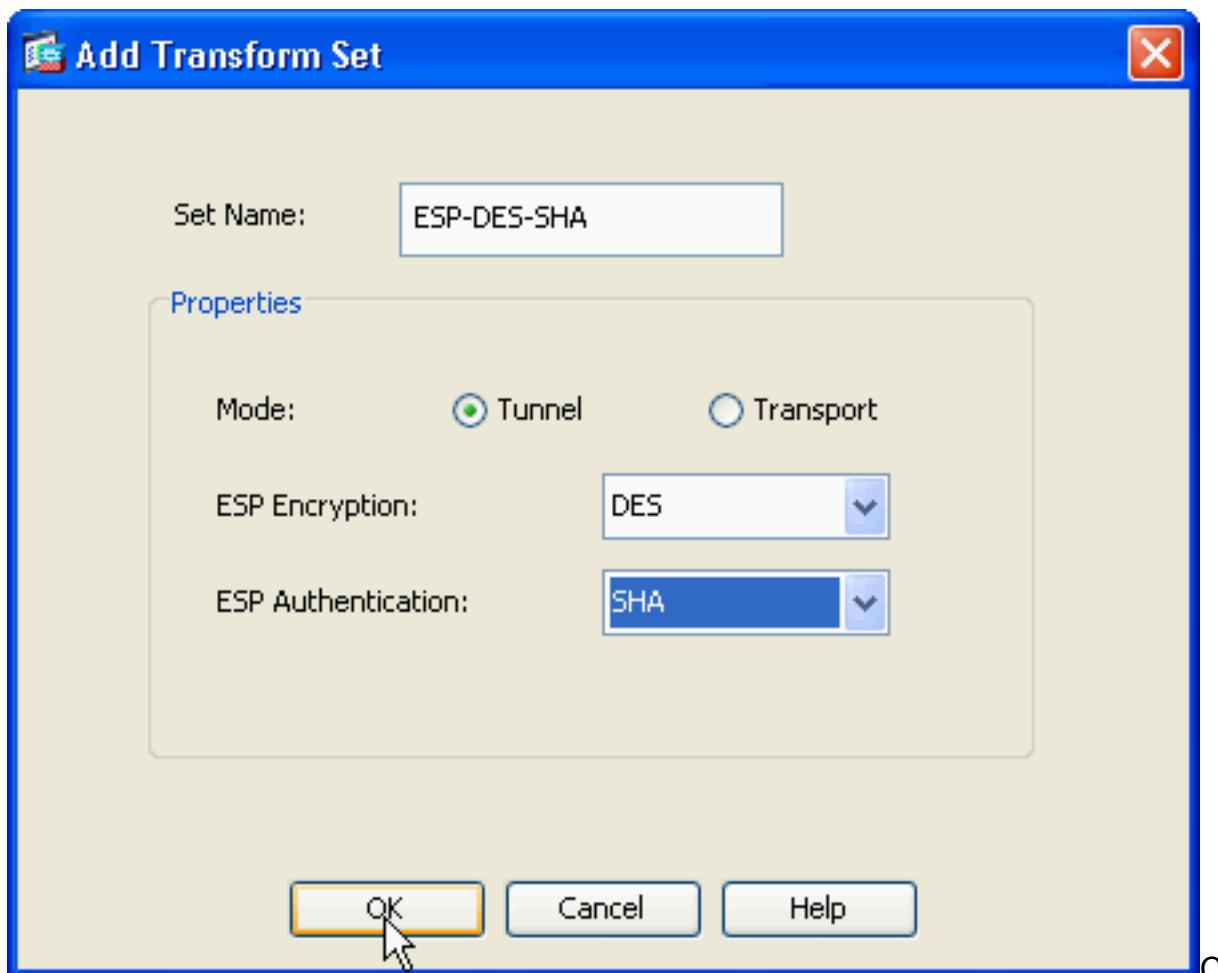 Add Transform Set
Set Name: ESP-DES-SHA
Properties
Mode: Tunnel Transport
ESP Encryption: DES
ESP Authentication: SHA
OK Cancel Help